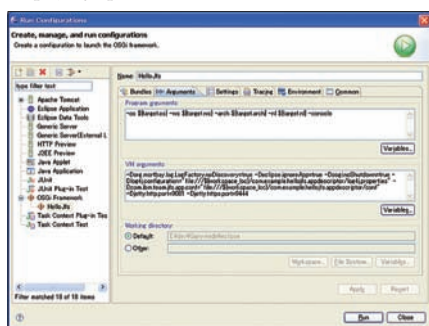 Run Configurations
Create, manage, and run configurations
Create a configuration to launch the OSGi framework.
type filter text
Apache Tomcat
Eclipse Application
Eclipse Data Tools
Generic Server
Generic Server(External L
HTTP Preview
J2EE Preview
Java Applet
Java Application
JUnit
JUnit Plug-in Test
OSGi Framework
HelloJts
Task Context Plug-in Tes
Task Context Test
Filter matched 18 of 18 items
Name: HelloJts
Bundles
Arguments
Settings
Tracing
Environment
Common
Program arguments:
-console
Variables...
VM arguments:
Variables...
Working directory:
Default:
Other:
Workspace...
File System...
Variables...
Apply
Revert
Run
Close